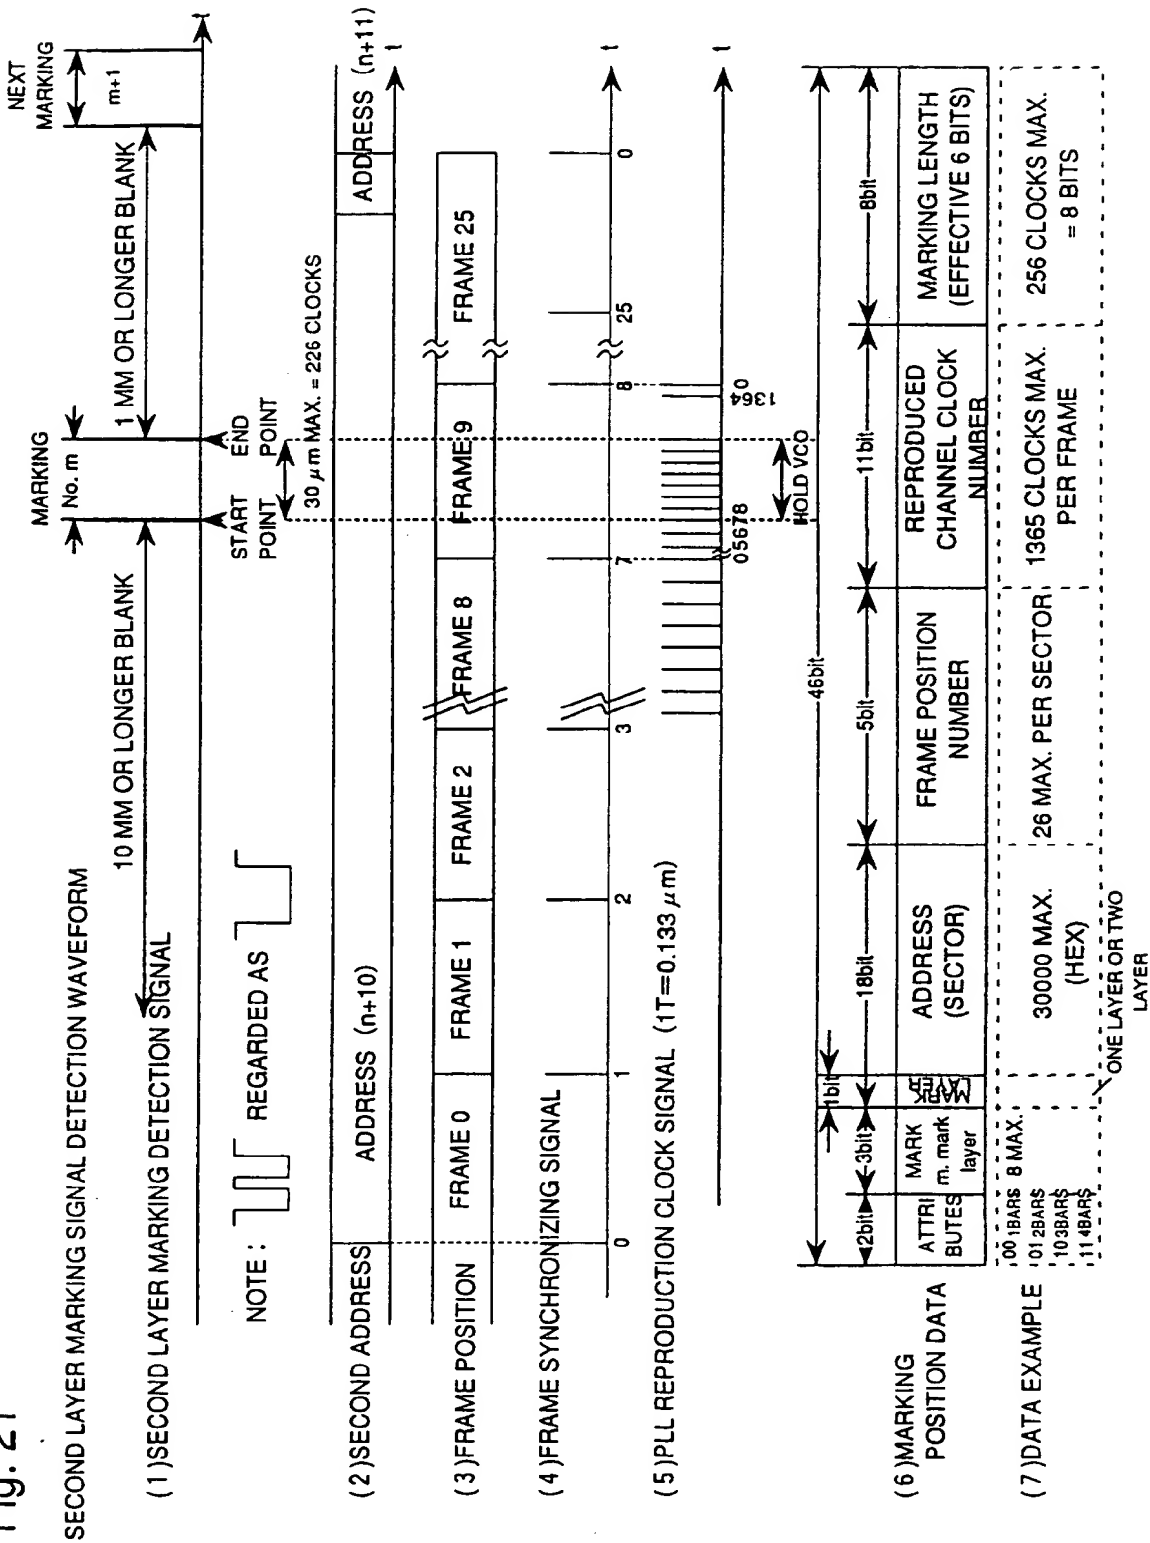 Fig. 21
SECOND LAYER MARKING SIGNAL DETECTION WAVEFORM
(1)SECOND LAYER MARKING DETECTION SIGNAL
10 MM OR LONGER BLANK
MARKING
No. m
1 MM OR LONGER BLANK
NEXT
MARKING
m+1
t
START
POINT
END
POINT
NOTE : REGARDED AS
30 μm MAX. = 226 CLOCKS
(2)SECOND ADDRESS
ADDRESS (n+10)
ADDRESS (n+11)
t
(3)FRAME POSITION
FRAME 0
FRAME 1
FRAME 2
FRAME 8
FRAME 9
FRAME 25
(4)FRAME SYNCHRONIZING SIGNAL
0
1
2
3
7
8
25
0
t
(5)PLL REPRODUCTION CLOCK SIGNAL (1T=0.133 μm)
05678
1364
0
t
HOLD VCO
46bit
2bit
3bit
1bit
18bit
5bit
11bit
8bit
(6)MARKING
POSITION DATA
ATTRI
BUTES
MARK
m. mark
layer
MARK
LAYER
ADDRESS
(SECTOR)
FRAME POSITION
NUMBER
REPRODUCED
CHANNEL CLOCK
NUMBER
MARKING LENGTH
(EFFECTIVE 6 BITS)
(7)DATA EXAMPLE
00 1BARS
01 2BARS
10 3BARS
11 4BARS
8 MAX.
ONE LAYER OR TWO
LAYER
30000 MAX.
(HEX)
26 MAX. PER SECTOR
1365 CLOCKS MAX.
PER FRAME
256 CLOCKS MAX.
= 8 BITS